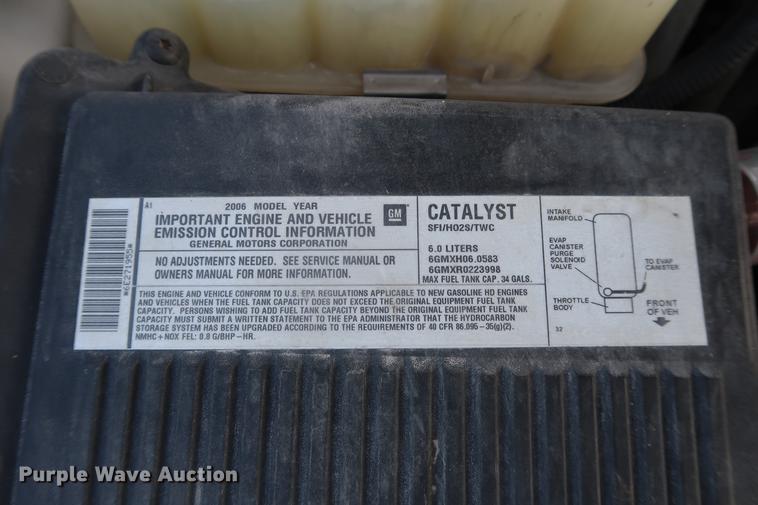 A1
2006 MODEL YEAR
IMPORTANT ENGINE AND VEHICLE
EMISSION CONTROL INFORMATION
GENERAL MOTORS CORPORATION
GM
NO ADJUSTMENTS NEEDED. SEE SERVICE MANUAL OR
OWNERS MANUAL FOR MORE INFORMATION.
CATALYST
SFI/HO2S/TWC
6.0 LITERS
6GMXH06.0583
6GMXR0223998
MAX FUEL TANK CAP. 34 GALS.
THIS ENGINE AND VEHICLE CONFORM TO U.S. EPA REGULATIONS APPLICABLE TO NEW GASOLINE HD ENGINES
AND VEHICLES WHEN THE FUEL TANK CAPACITY DOES NOT EXCEED THE ORIGINAL EQUIPMENT FUEL TANK
CAPACITY. PERSONS WISHING TO ADD FUEL TANK CAPACITY BEYOND THE ORIGINAL EQUIPMENT FUEL TANK
CAPACITY MUST SUBMIT A WRITTEN STATEMENT TO THE EPA ADMINISTRATOR THAT THE HYDROCARBON
STORAGE SYSTEM HAS BEEN UPGRADED ACCORDING TO THE REQUIREMENTS OF 40 CFR 86.095-35(g)(2).
NMHC+NOX FEL: 0.8 G/BHP-HR.
INTAKE
MANIFOLD
EVAP
CANISTER
PURGE
SOLENOID
VALVE
TO EVAP
CANISTER
THROTTLE
BODY
FRONT
OF VEH
32
*6E271955*
Purple Wave Auction